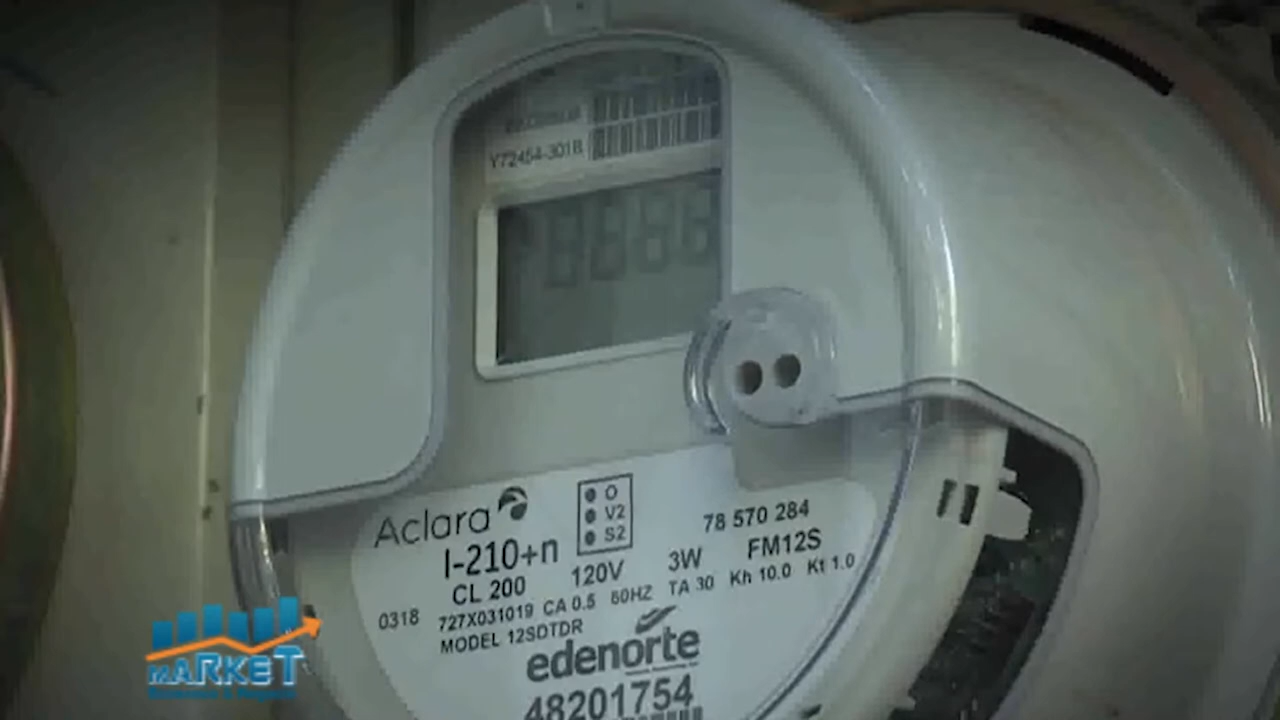 Y72454-301B
8888
Aclara
I-210+n
CL 200
O
V2
S2
120V
3W
78 570 284
FM12S
0318
727X031019 CA 0.5 60HZ TA 30 Kh 10.0 Kt 1.0
MODEL 12SDTDR
edenorte
48201754
MARKET